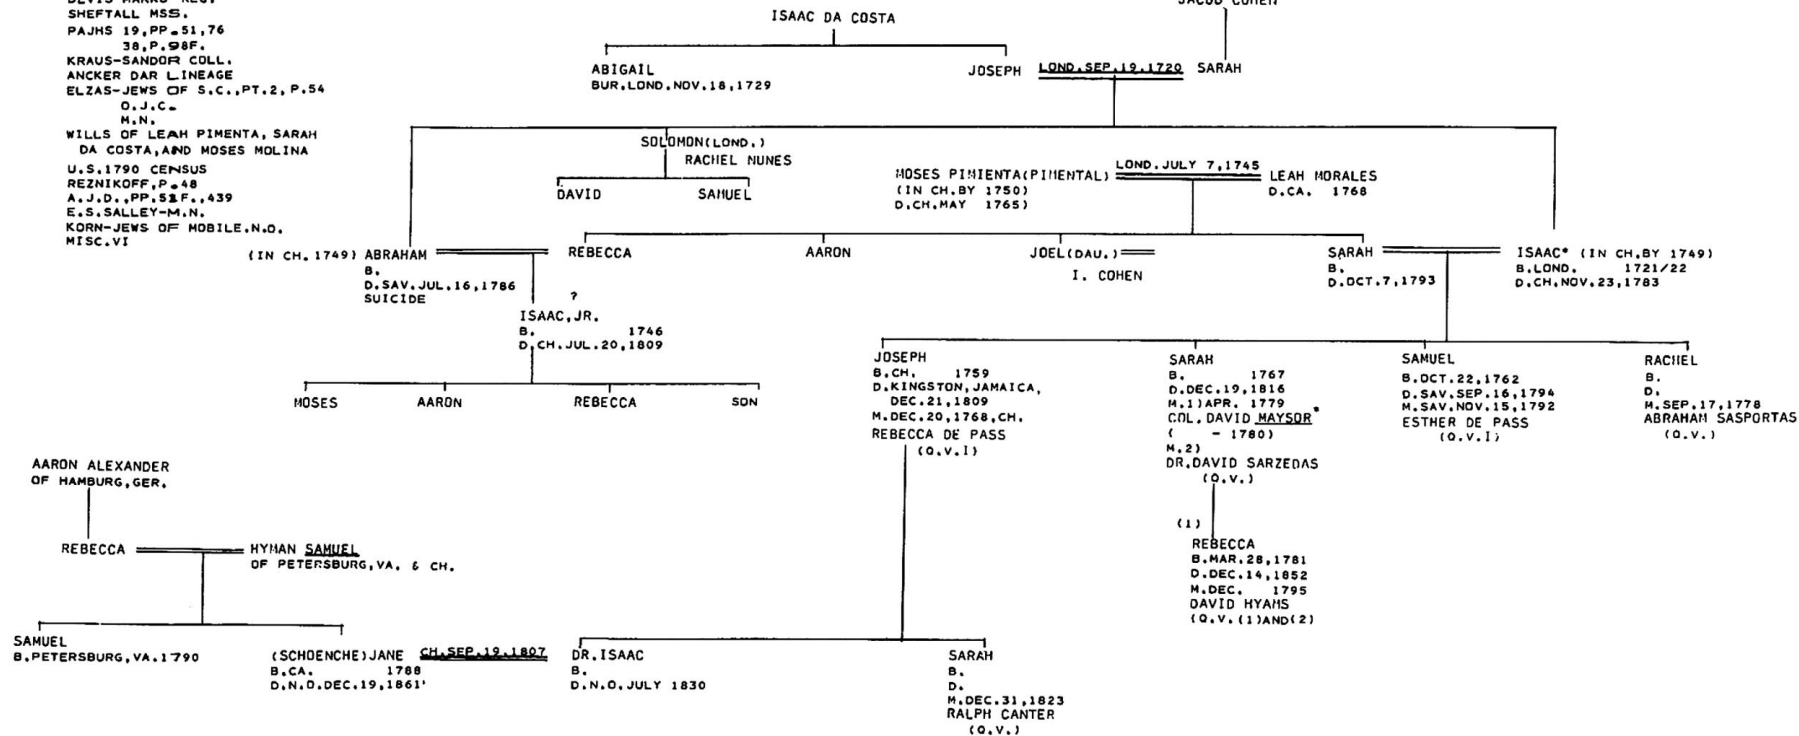 SHEFTALL MSS.
PAJHS 19,PP.51,76
38,P.98F.
KRAUS-SANDOR COLL.
ANCKER DAR LINEAGE
ELZAS-JEWS OF S.C.,PT.2,P.54
O.J.C.
M.N.
WILLS OF LEAH PIMENTA, SARAH
DA COSTA,AND MOSES MOLINA
U.S.1790 CENSUS
REZNIKOFF,P.48
A.J.D.,PP.51F.,439
E.S.SALLEY-M.N.
KORN-JEWS OF MOBILE.N.O.
MISC.VI
JACOB COHEN
ISAAC DA COSTA
ABIGAIL
BUR.LOND.NOV.18,1729
JOSEPH LOND.SEP.19.1720 SARAH
SOLOMON(LOND.)
RACHEL NUNES
DAVID SAMUEL
MOSES PIMIENTA(PIMENTAL) LOND.JULY 7,1745 LEAH MORALES
(IN CH.BY 1750) D.CA. 1768
D.CH.MAY 1765)
(IN CH. 1749) ABRAHAM
B.
D.SAV.JUL.16,1786
SUICIDE
REBECCA
AARON
JOEL(DAU.)
I. COHEN
SARAH
B.
D.OCT.7,1793
ISAAC* (IN CH.BY 1749)
B.LOND. 1721/22
D.CH.NOV.23,1783
?
ISAAC,JR.
B. 1746
D.CH.JUL.20,1809
MOSES AARON REBECCA SON
JOSEPH
B.CH. 1759
D.KINGSTON,JAMAICA,
DEC.21,1809
M.DEC.20,1768,CH.
REBECCA DE PASS
(Q.V.I)
SARAH
B. 1767
D.DEC.19,1816
M.1)APR. 1779
COL.DAVID MAYSOR*
( - 1780)
M.2)
DR.DAVID SARZEDAS
(Q.V.)
SAMUEL
B.OCT.22,1762
D.SAV.SEP.16,1794
M.SAV.NOV.15,1792
ESTHER DE PASS
(Q.V.I)
RACHEL
B.
D.
M.SEP.17,1778
ABRAHAM SASPORTAS
(Q.V.)
(1)
REBECCA
B.MAR.28,1781
D.DEC.14,1852
M.DEC. 1795
DAVID HYAMS
(Q.V.(1)AND(2)
AARON ALEXANDER
OF HAMBURG,GER.
REBECCA HYMAN SAMUEL
OF PETERSBURG,VA. & CH.
SAMUEL
B.PETERSBURG,VA.1790
(SCHOENCHE)JANE CH.SEP.19.1807 DR.ISAAC
B.CA. 1788 B.
D.N.O.DEC.19,1861' D.N.O.JULY 1830
SARAH
B.
D.
M.DEC.31,1823
RALPH CANTER
(Q.V.)